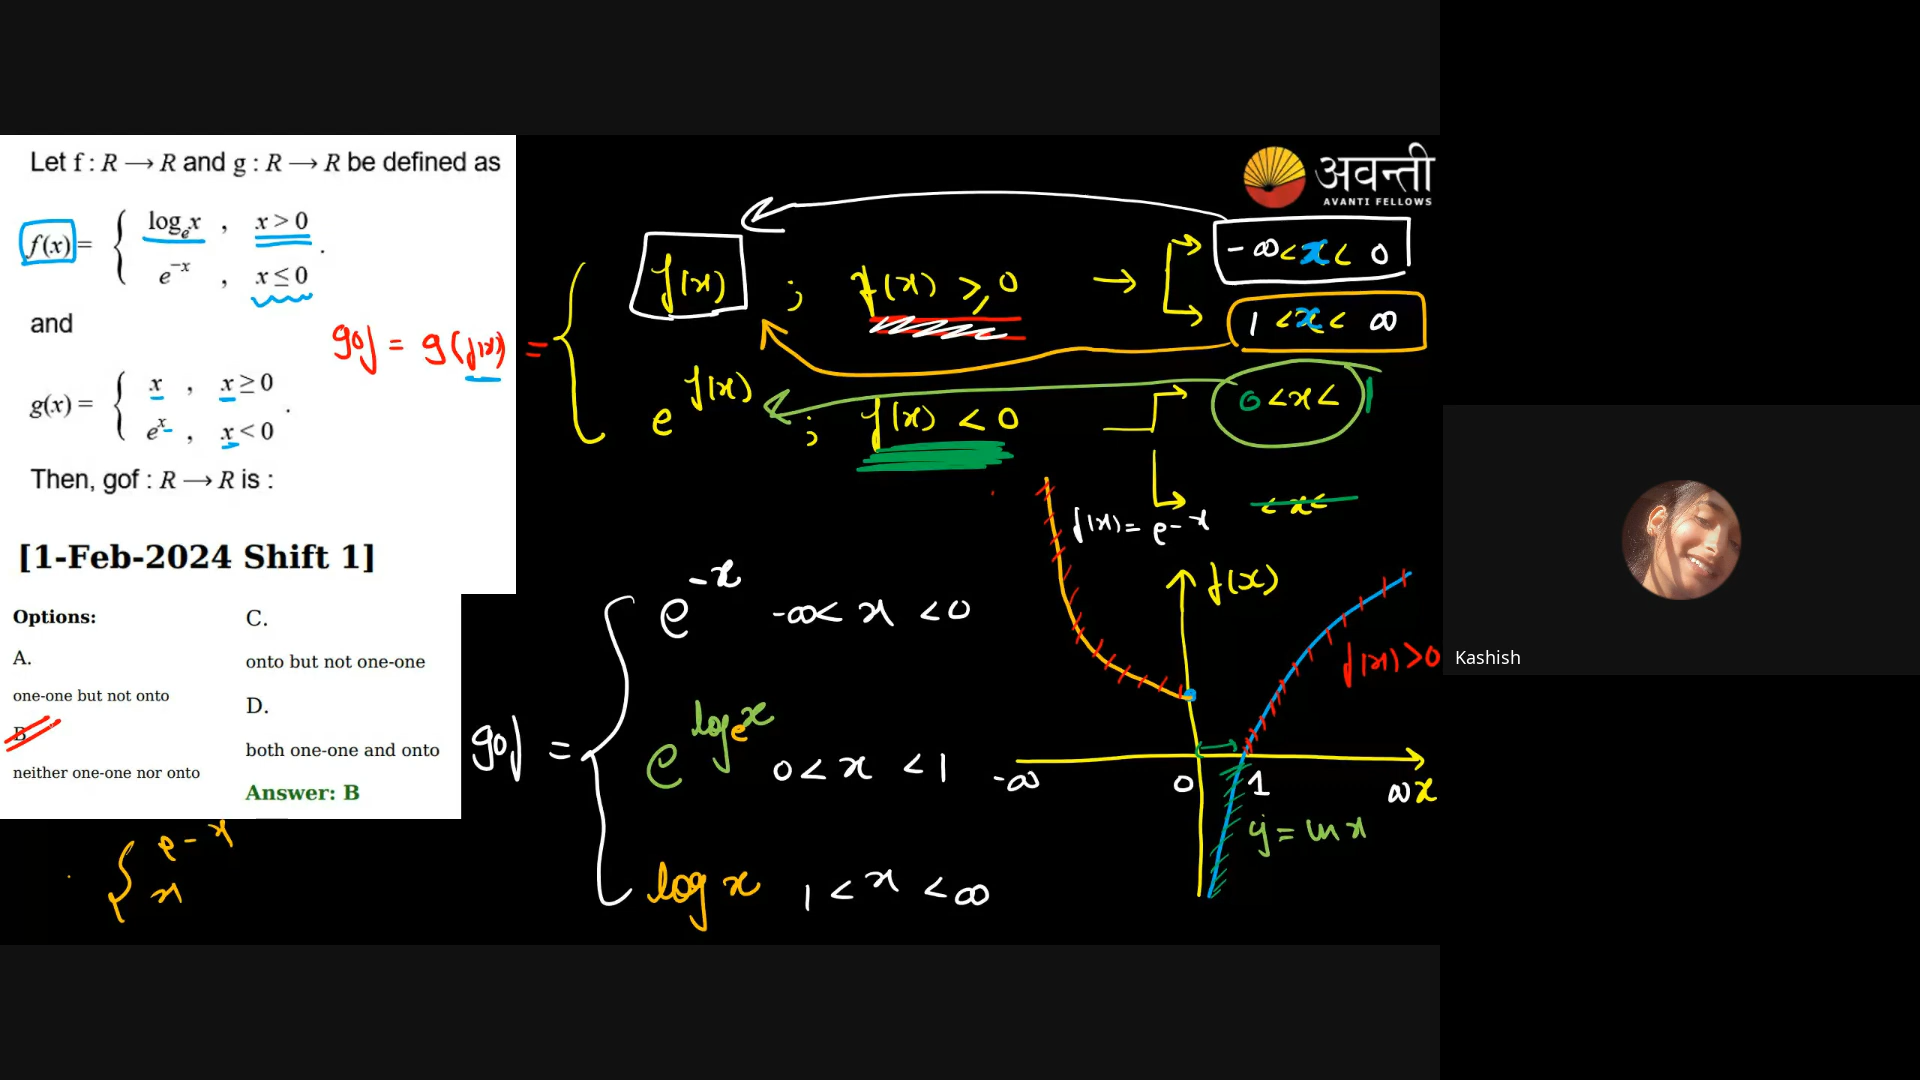 Let f : R → R and g : R → R be defined as
f(x) = { logₑx , x > 0
e⁻ˣ , x ≤ 0 .
and
g(x) = { x , x ≥ 0
eˣ , x < 0 .
Then, gof : R → R is :
[1-Feb-2024 Shift 1]
Options:
A.
one-one but not onto
B.
neither one-one nor onto
C.
onto but not one-one
D.
both one-one and onto
Answer: B
{ e⁻ˣ
x
अवन्ती
AVANTI FELLOWS
gof = g(f(x)) = { f(x) ; f(x) ≥ 0 → -∞ < x < 0
1 < x < ∞
e^f(x) ; f(x) < 0 → 0 < x < 1
< x <
f(x) = e⁻ˣ
f(x)
f(x) > 0
-∞ 0 1 ∞ x
y = ln x
gof = { e⁻ˣ -∞ < x < 0
e^logₑx 0 < x < 1
log x 1 < x < ∞
Kashish